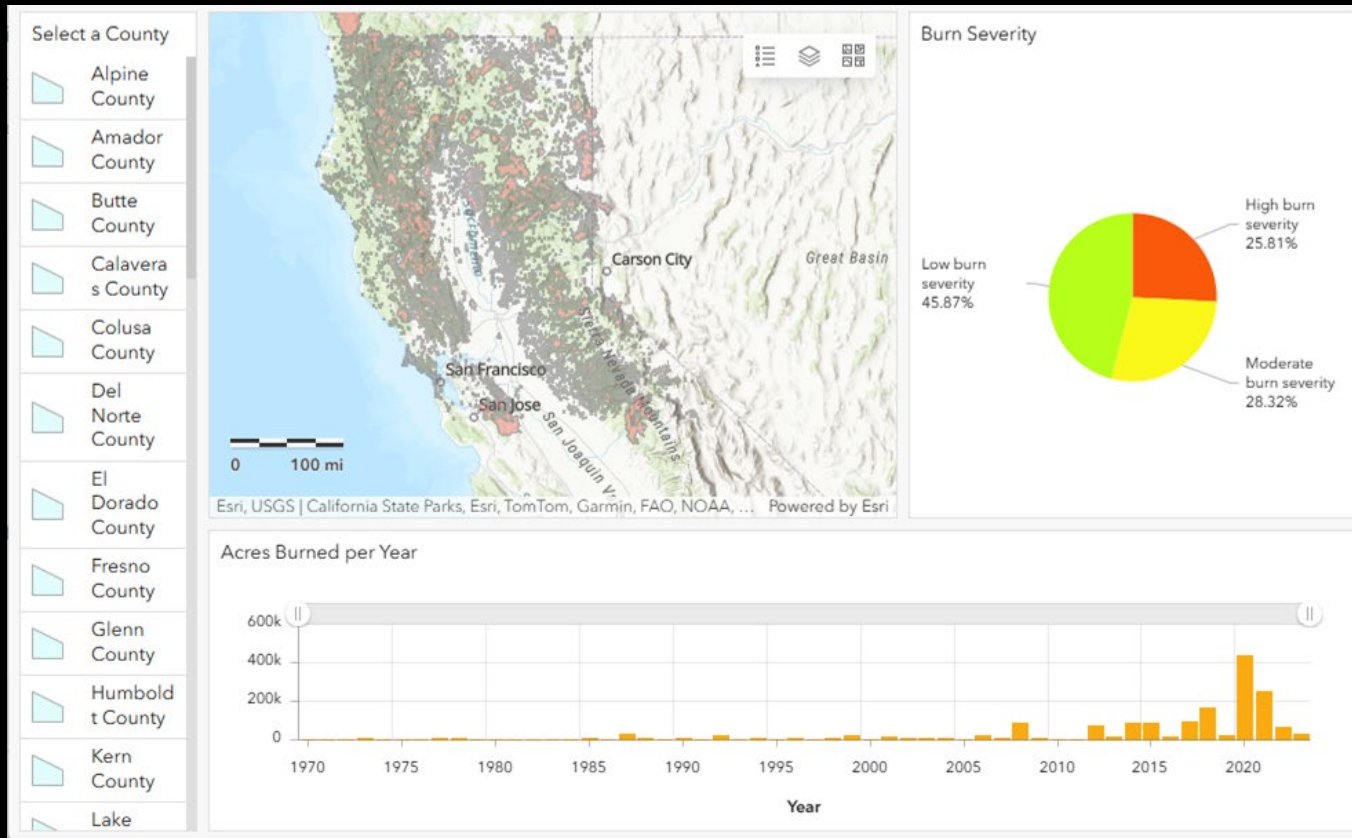 Select a County
Alpine
County
Amador
County
Butte
County
Calavera
s County
Colusa
County
Del
Norte
County
El
Dorado
County
Fresno
County
Glenn
County
Humbold
t County
Kern
County
Lake
Carson City
Great Basin
San Francisco
San Jose
Sierra Nevada Mountains
San Joaquin V
0 100 mi
Esri, USGS | California State Parks, Esri, TomTom, Garmin, FAO, NOAA, ... Powered by Esri
Burn Severity
High burn
severity
25.81%
Low burn
severity
45.87%
Moderate
burn severity
28.32%
Acres Burned per Year
600k
400k
200k
0
1970 1975 1980 1985 1990 1995 2000 2005 2010 2015 2020
Year